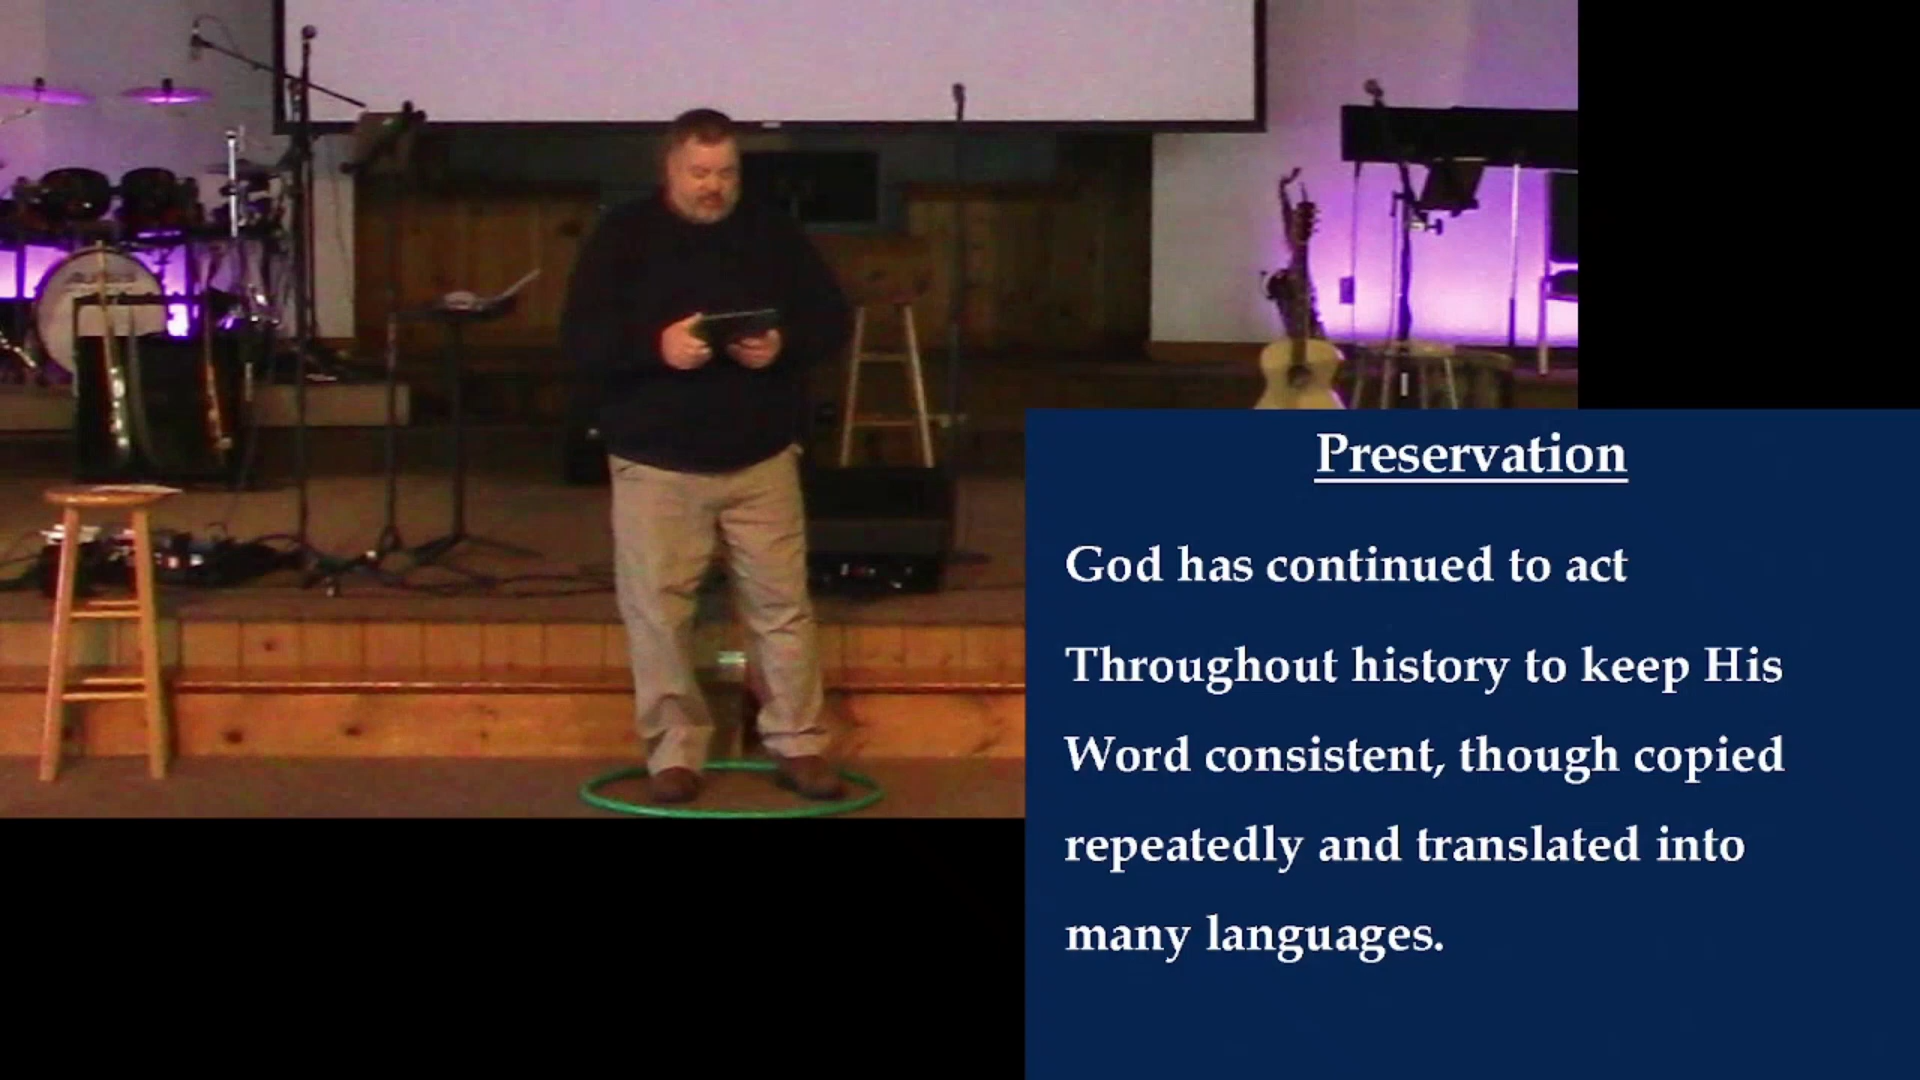 Preservation
God has continued to act
Throughout history to keep His
Word consistent, though copied
repeatedly and translated into
many languages.